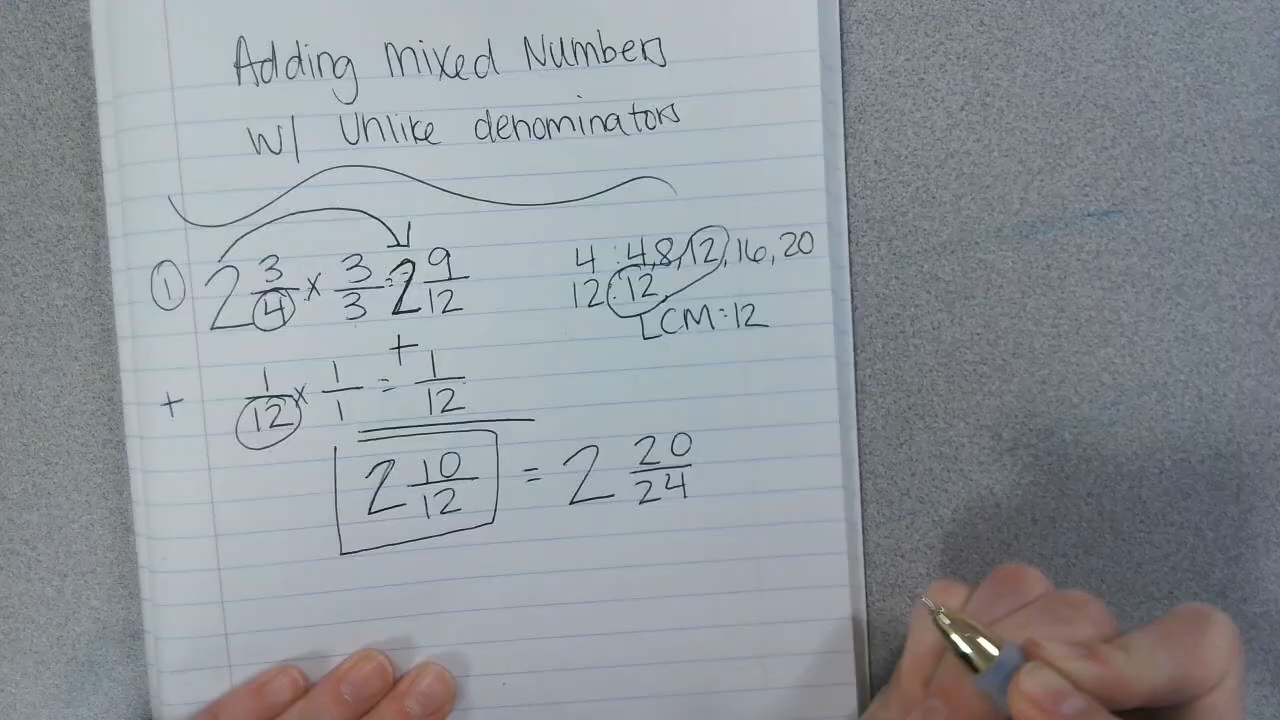 Adding Mixed Numbers
w/ Unlike denominators
① 2 3/4 x 3/3 = 2 9/12
4 : 4, 8, 12, 16, 20
12 : 12
LCM = 12
+ 1/12 x 1/1 = + 1/12
2 10/12 = 2 20/24